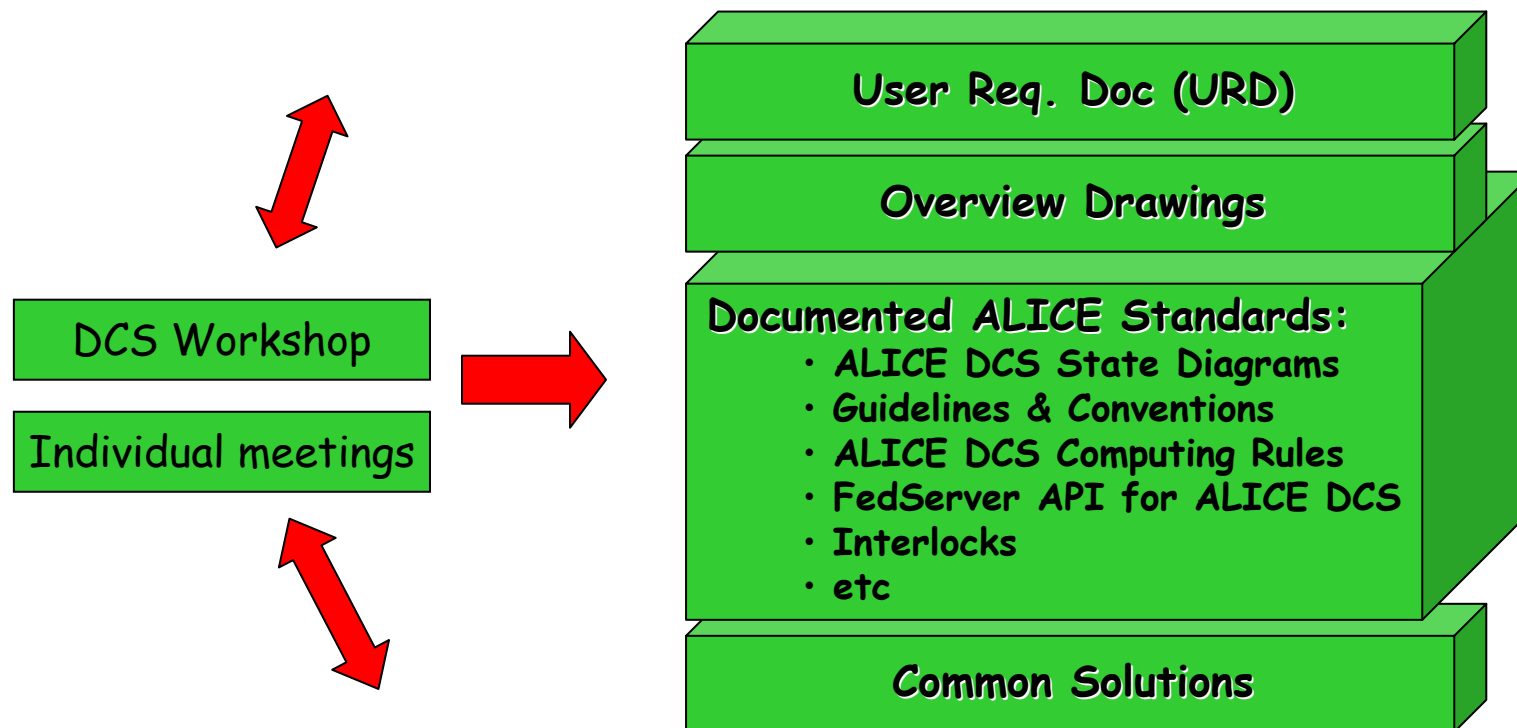 DCS Workshop
Individual meetings
User Req. Doc (URD)
Overview Drawings
Documented ALICE Standards:
• ALICE DCS State Diagrams
• Guidelines & Conventions
• ALICE DCS Computing Rules
• FedServer API for ALICE DCS
• Interlocks
• etc
Common Solutions